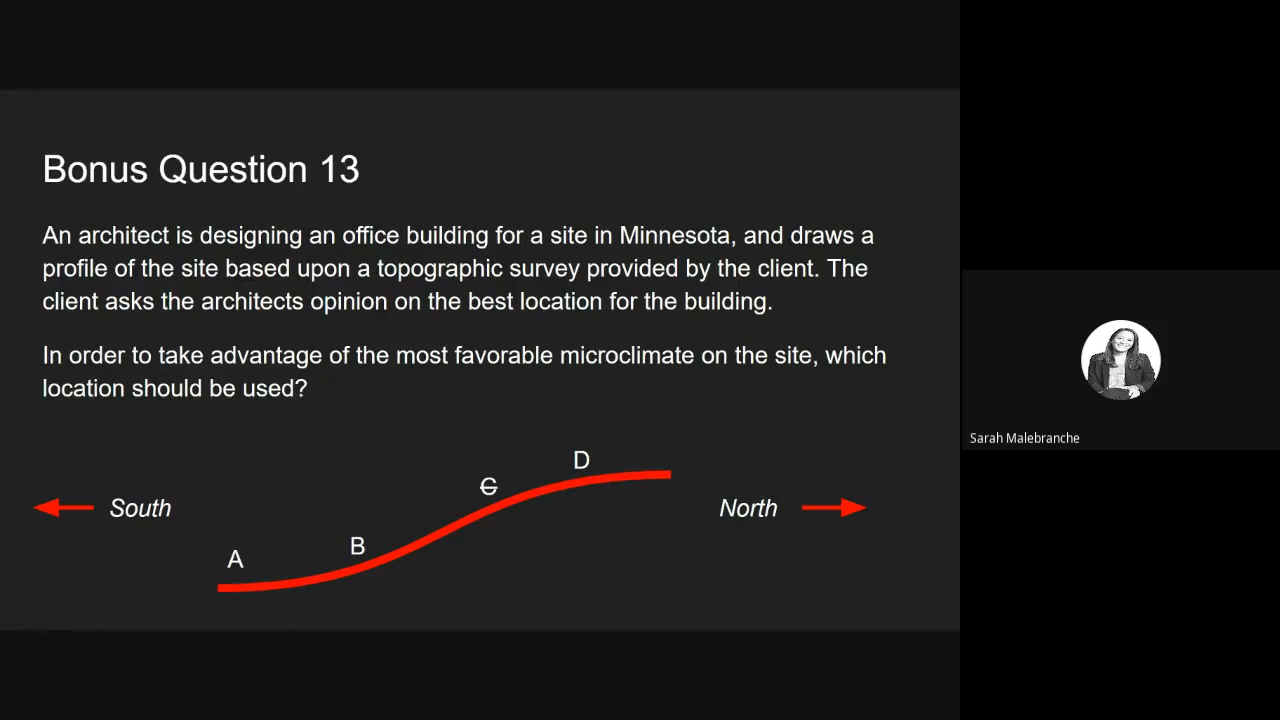 Bonus Question 13
An architect is designing an office building for a site in Minnesota, and draws a
profile of the site based upon a topographic survey provided by the client. The
client asks the architects opinion on the best location for the building.
In order to take advantage of the most favorable microclimate on the site, which
location should be used?
D
C
South
North
B
A
Sarah Malebranche